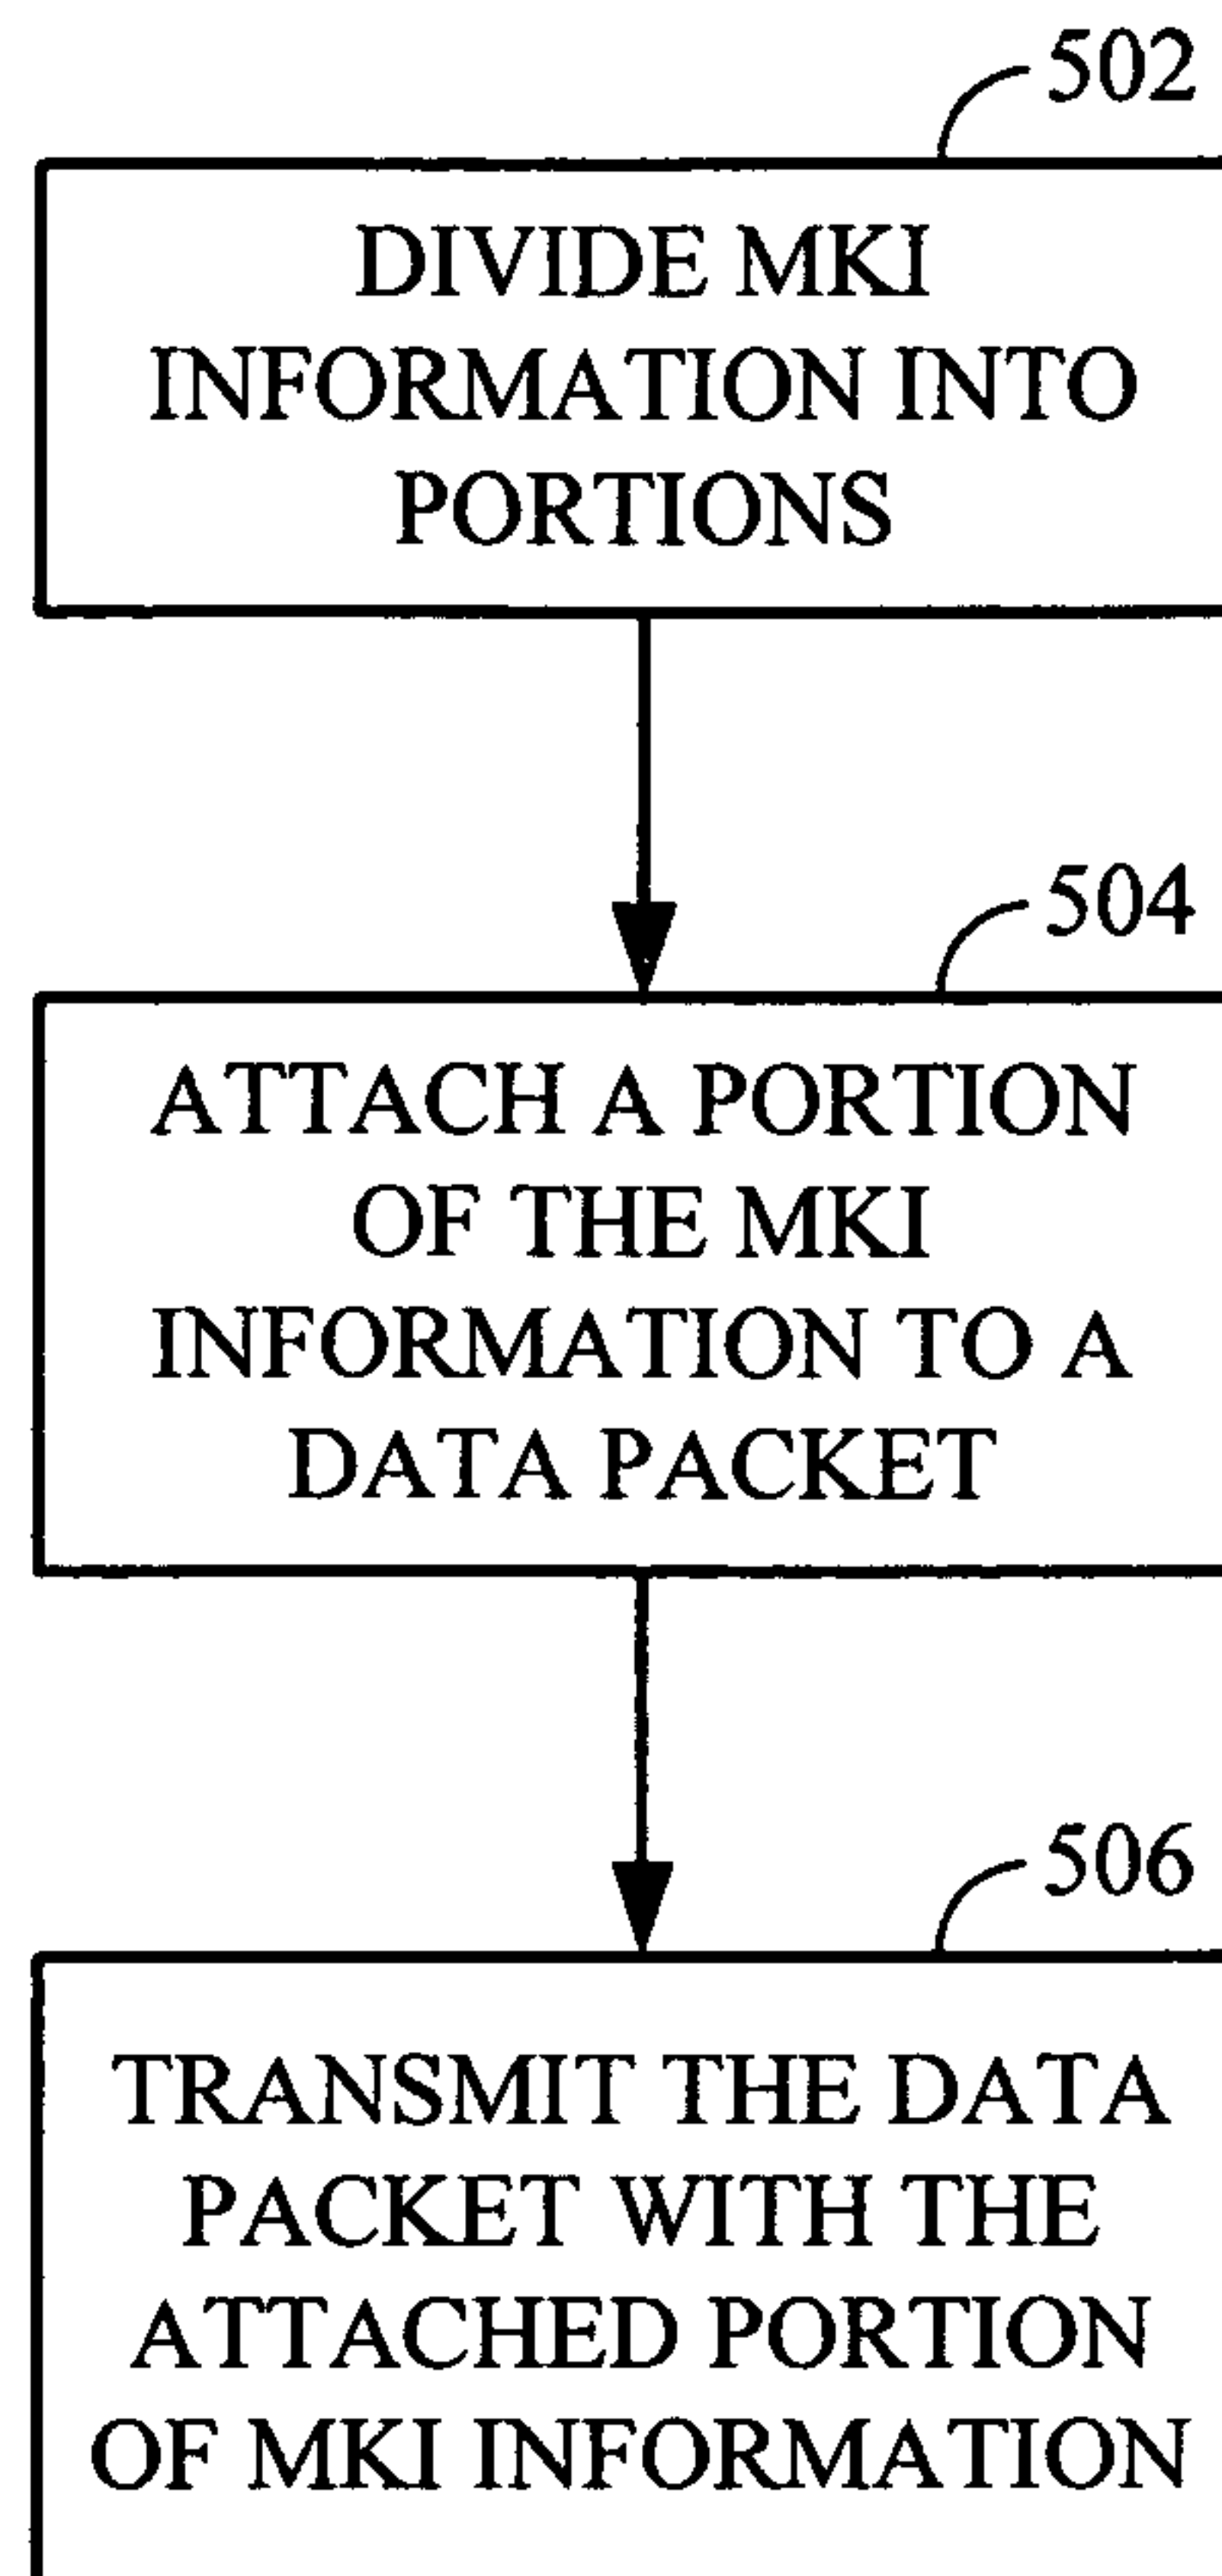 502
DIVIDE MKI
INFORMATION INTO
PORTIONS
504
ATTACH A PORTION
OF THE MKI
INFORMATION TO A
DATA PACKET
506
TRANSMIT THE DATA
PACKET WITH THE
ATTACHED PORTION
OF MKI INFORMATION